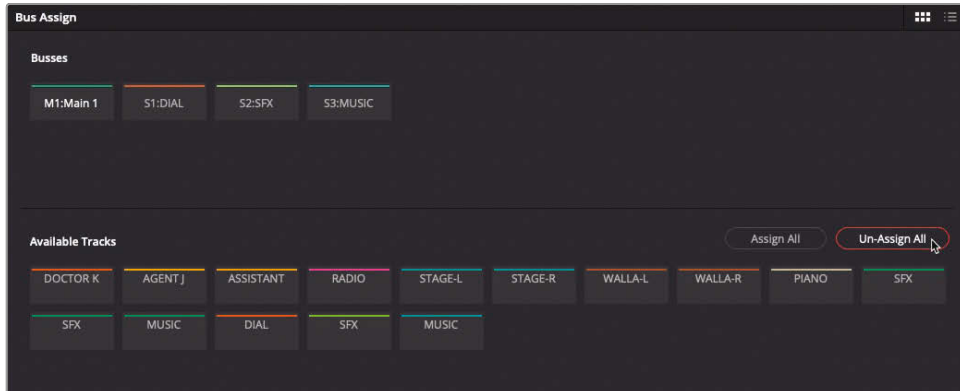 Bus Assign
Busses
M1:Main 1 S1:DIAL S2:SFX S3:MUSIC
Available Tracks Assign All Un-Assign All
DOCTOR K AGENT J ASSISTANT RADIO STAGE-L STAGE-R WALLA-L WALLA-R PIANO SFX
SFX MUSIC DIAL SFX MUSIC